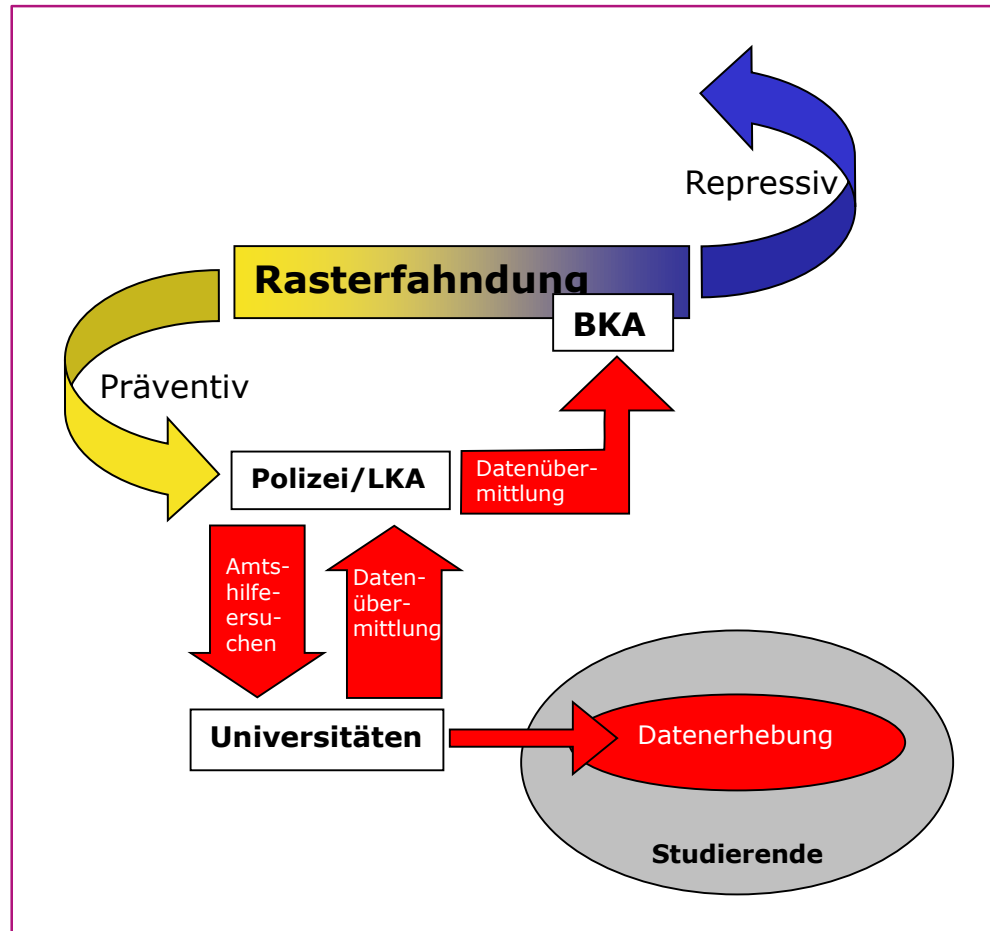 Repressiv
Rasterfahndung
BKA
Präventiv
Polizei/LKA
Datenüber-
mittlung
Amts-
hilfe-
ersu-
chen
Daten-
über-
mittlung
Universitäten
Datenerhebung
Studierende